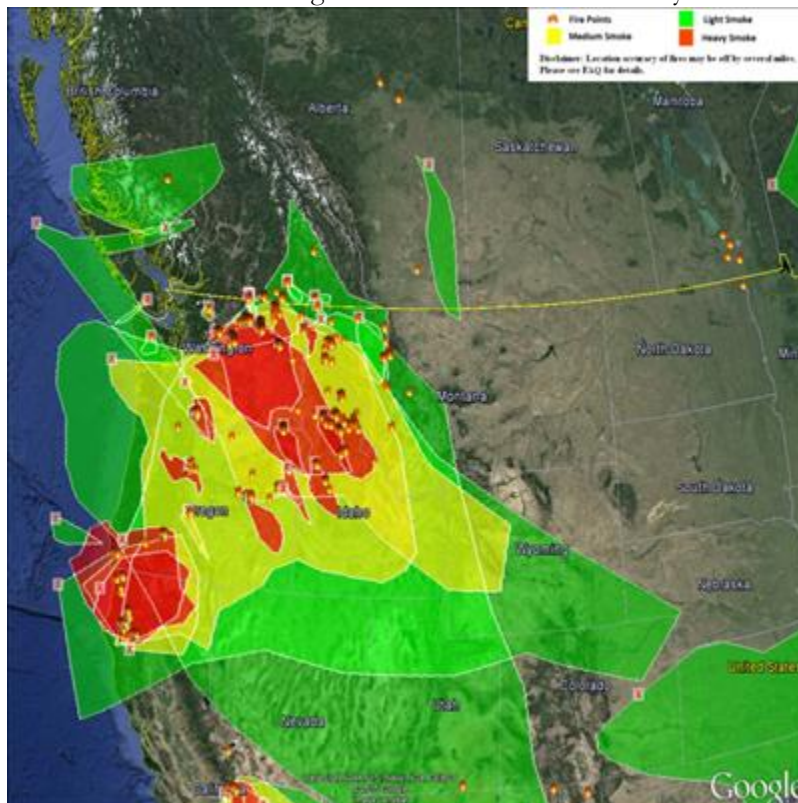 Fire Points
Light Smoke
Medium Smoke
Heavy Smoke
Disclaimer: Location accuracy of fires may be off by several miles.
Please see FAQ for details.
British Columbia
Alberta
Manitoba
Saskatchewan
Washington
North Dakota
Montana
South Dakota
Oregon
Idaho
Wyoming
Nebraska
United States
Colorado
Utah
Nevada
Google